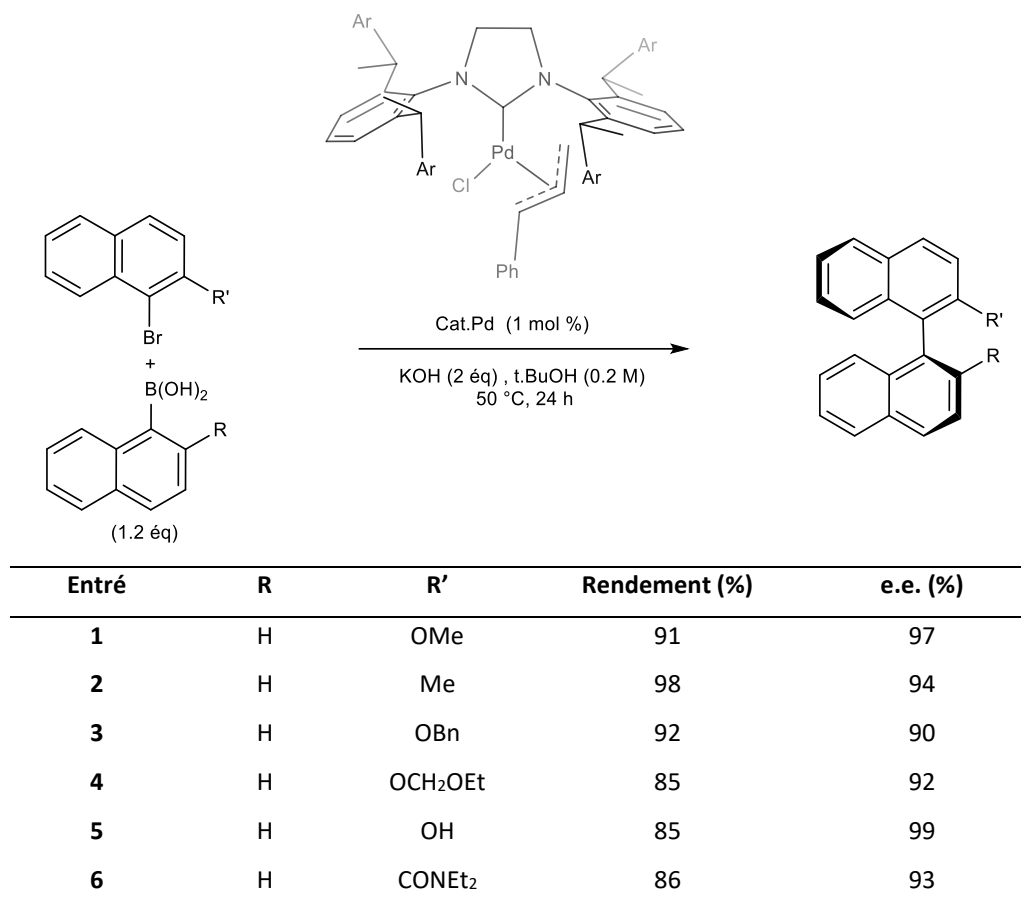 Ar
Ar
N
N
Pd
Ar
Ar
Cl
Ph
R'
Br
+
B(OH)2
R
(1.2 éq)
Cat.Pd (1 mol %)
KOH (2 éq) , t.BuOH (0.2 M)
50 °C, 24 h
R'
R
Entré R R’ Rendement (%) e.e. (%)
1 H OMe 91 97
2 H Me 98 94
3 H OBn 92 90
4 H OCH2OEt 85 92
5 H OH 85 99
6 H CONEt2 86 93